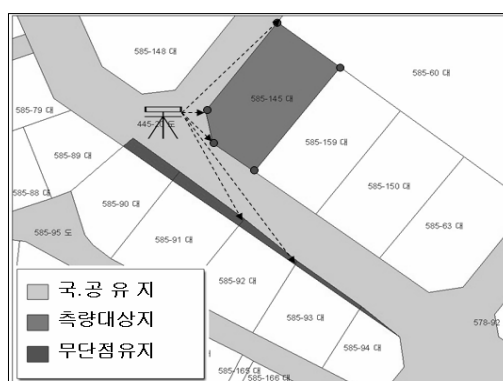 585-148 대
585-60 대
585-79 대
585-145 대
585-89 대
585-159 대
585-88 대
585-90 대
585-150 대
585-95 도
585-91 대
585-63 대
585-92 대
국.공 유 지
측량대상지
585-93 대
578-92
무단점유지
585-94 대
585-165 대
585-166 대